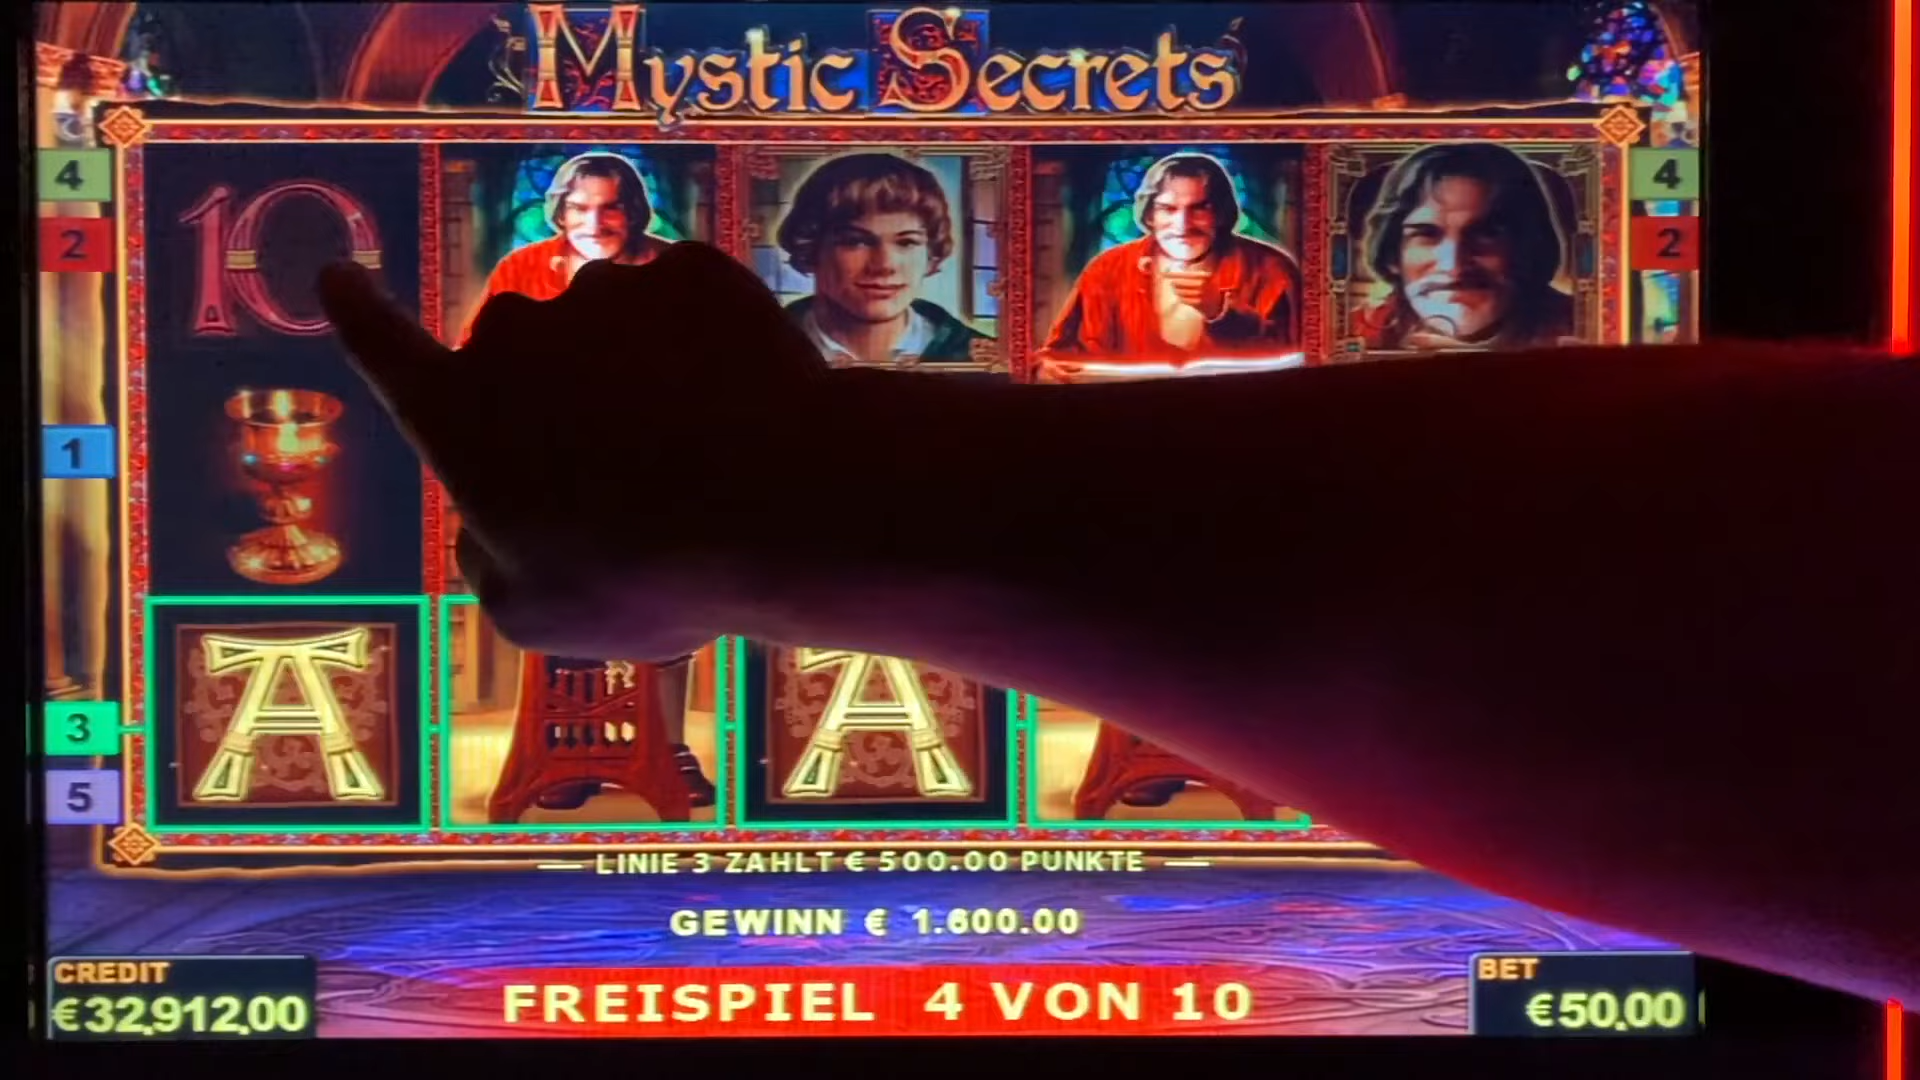 Mystic Secrets
4
4
2
2
10
1
A
A
3
5
LINIE 3 ZAHLT € 500.00 PUNKTE
GEWINN € 1.600.00
CREDIT
€32,912,00
FREISPIEL 4 VON 10
BET
€50,00